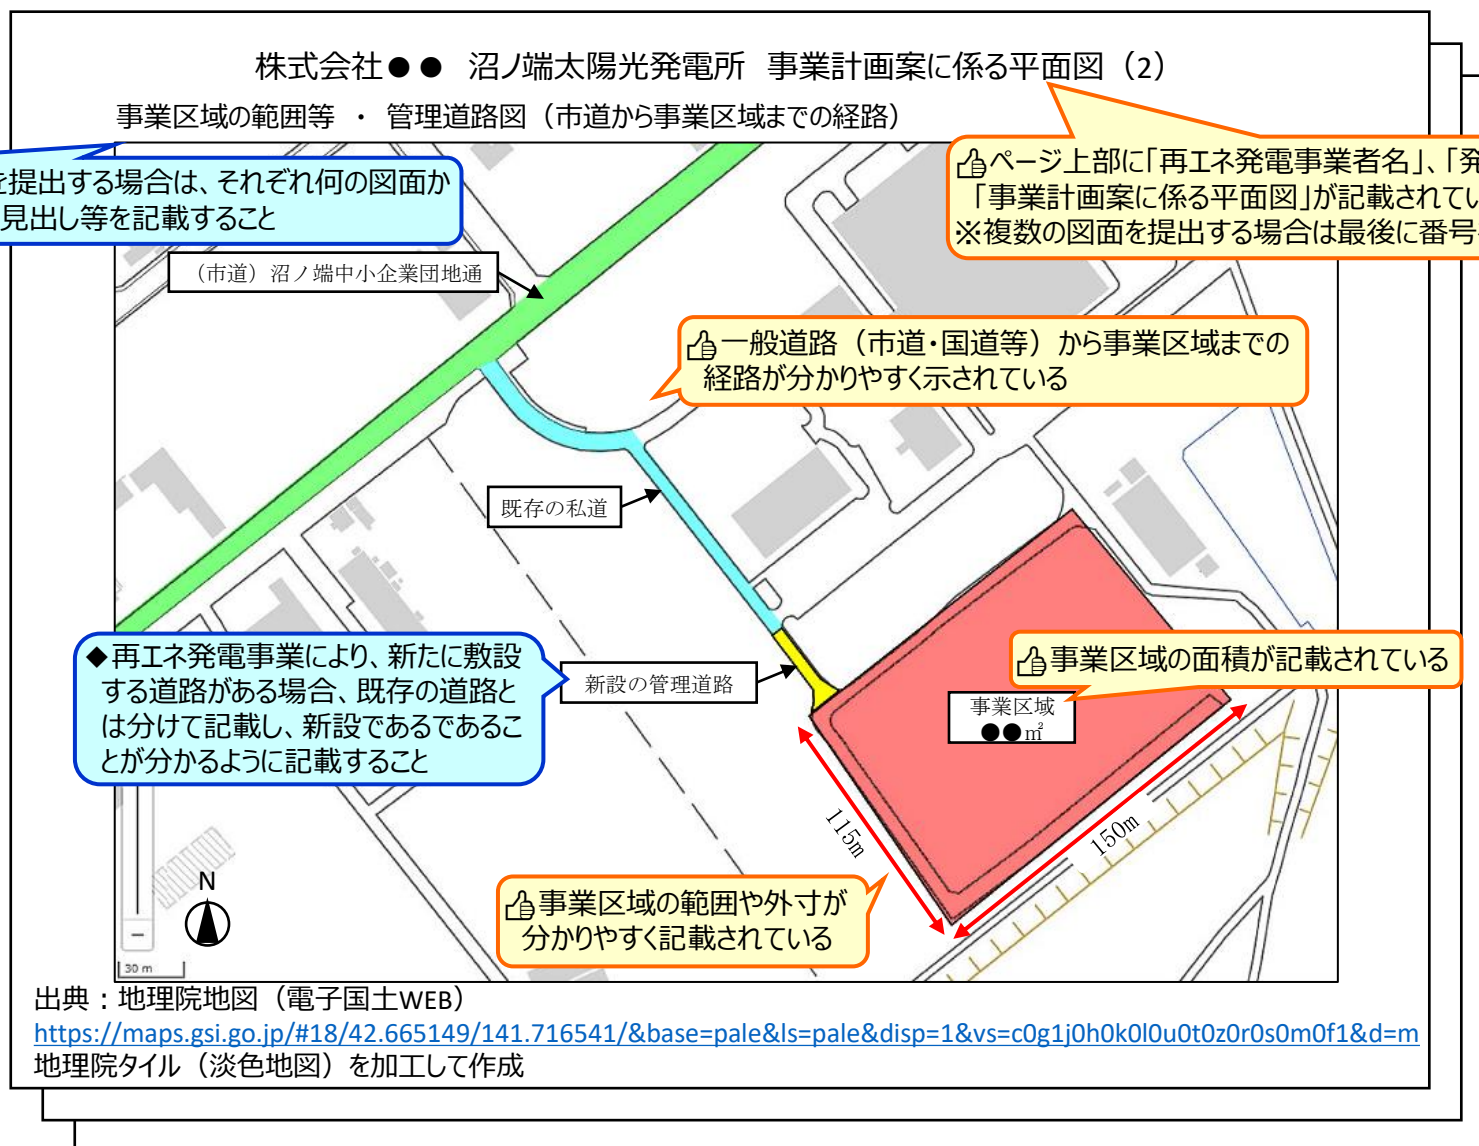 株式会社●● 沼ノ端太陽光発電所 事業計画案に係る平面図（2）
事業区域の範囲等 ・ 管理道路図（市道から事業区域までの経路）
を提出する場合は、それぞれ何の図面か
見出し等を記載すること
ページ上部に「再エネ発電事業者名」、「発
「事業計画案に係る平面図」が記載されてい
※複数の図面を提出する場合は最後に番号
（市道）沼ノ端中小企業団地通
一般道路（市道・国道等）から事業区域までの
経路が分かりやすく示されている
既存の私道
◆再エネ発電事業により、新たに敷設
する道路がある場合、既存の道路と
は分けて記載し、新設であるであるこ
とが分かるように記載すること
新設の管理道路
事業区域の面積が記載されている
事業区域
●●㎡
115m
150m
事業区域の範囲や外寸が
分かりやすく記載されている
N
30 m
出典：地理院地図（電子国土WEB）
https://maps.gsi.go.jp/#18/42.665149/141.716541/&base=pale&ls=pale&disp=1&vs=c0g1j0h0k0l0u0t0z0r0s0m0f1&d=m
地理院タイル（淡色地図）を加工して作成